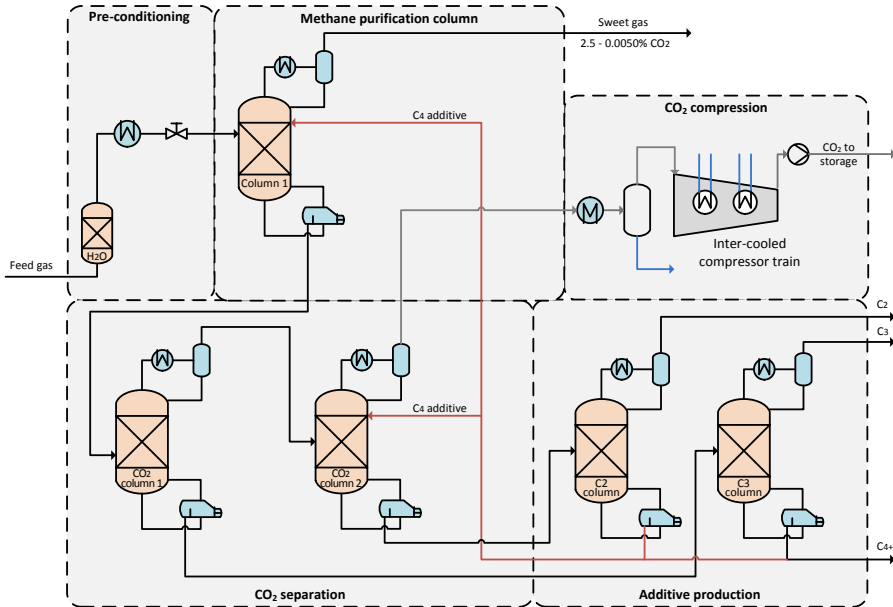 Pre-conditioning
Methane purification column
Sweet gas
2.5 - 0.0050% CO₂
CO₂ compression
C₄ additive
CO₂ to
storage
Column 1
H₂O
Feed gas
Inter-cooled
compressor train
C₂
C₃
C₄ additive
CO₂
column 1
CO₂
column 2
C2
column
C3
column
C₄₊
CO₂ separation
Additive production